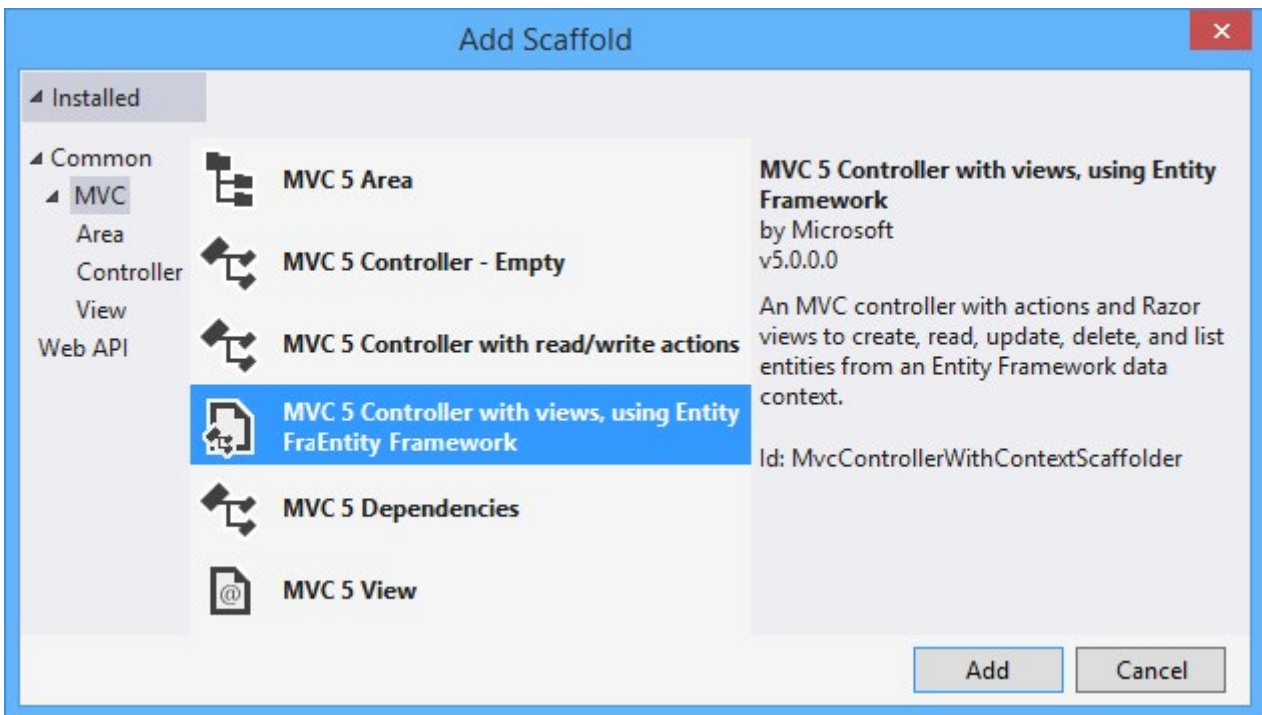 Add Scaffold
Installed
Common
MVC
Area
Controller
View
Web API
MVC 5 Area
MVC 5 Controller - Empty
MVC 5 Controller with read/write actions
MVC 5 Controller with views, using Entity
FraEntity Framework
MVC 5 Dependencies
@
MVC 5 View
MVC 5 Controller with views, using Entity
Framework
by Microsoft
v5.0.0.0
An MVC controller with actions and Razor
views to create, read, update, delete, and list
entities from an Entity Framework data
context.
Id: MvcControllerWithContextScaffolder
Add
Cancel